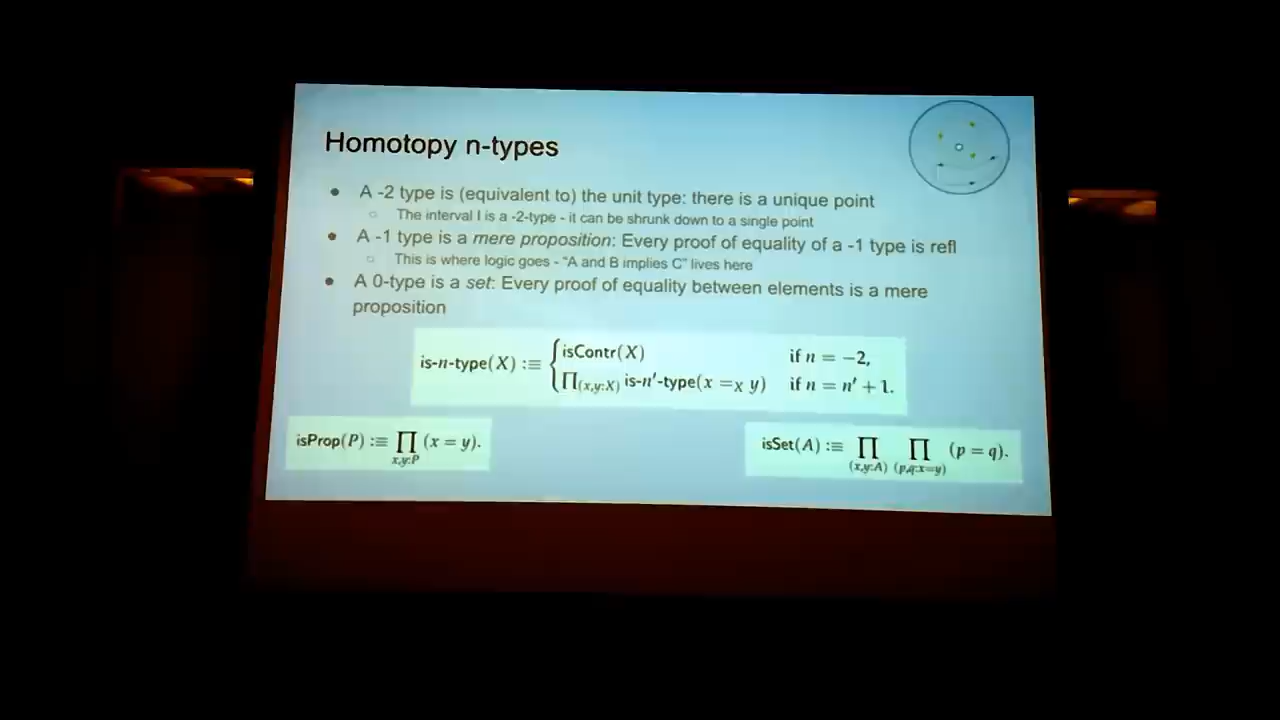 Homotopy n-types
● A -2 type is (equivalent to) the unit type: there is a unique point
○ The interval I is a -2-type - it can be shrunk down to a single point
● A -1 type is a mere proposition: Every proof of equality of a -1 type is refl
○ This is where logic goes - “A and B implies C” lives here
● A 0-type is a set: Every proof of equality between elements is a mere
proposition
is-n-type(X) :≡ { isContr(X) if n = −2,
∏(x,y:X) is-n′-type(x =X y) if n = n′ + 1.
isProp(P) :≡ ∏ x,y:P (x = y).
isSet(A) :≡ ∏ (x,y:A) ∏ (p,q:x=y) (p = q).